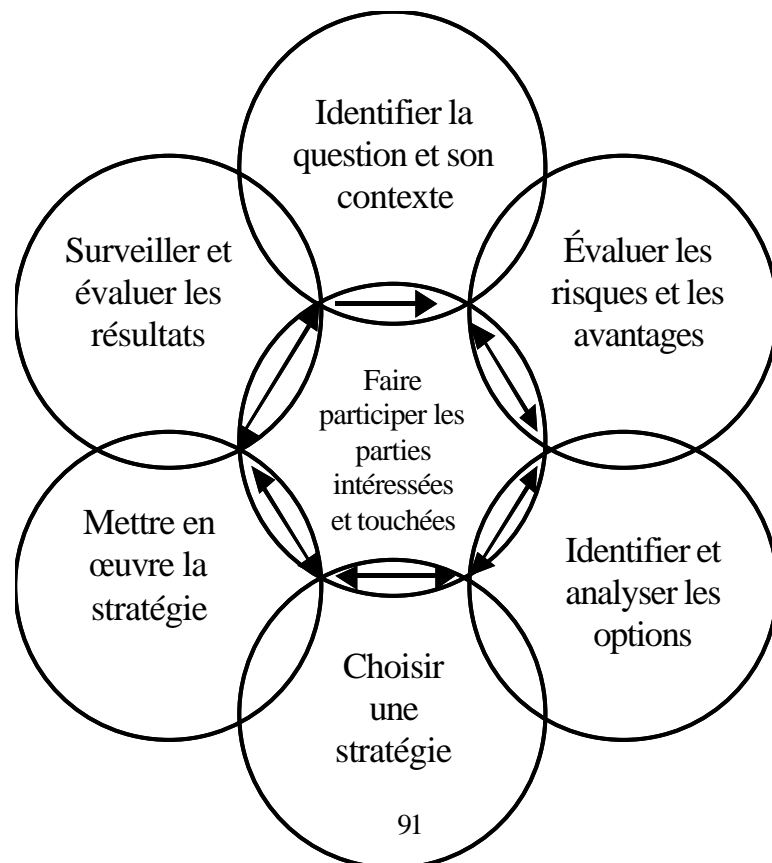 Identifier la
question et son
contexte
Évaluer les
risques et les
avantages
Identifier et
analyser les
options
Choisir
une
stratégie
Mettre en
œuvre la
stratégie
Surveiller et
évaluer les
résultats
Faire
participer les
parties
intéressées
et touchées
91